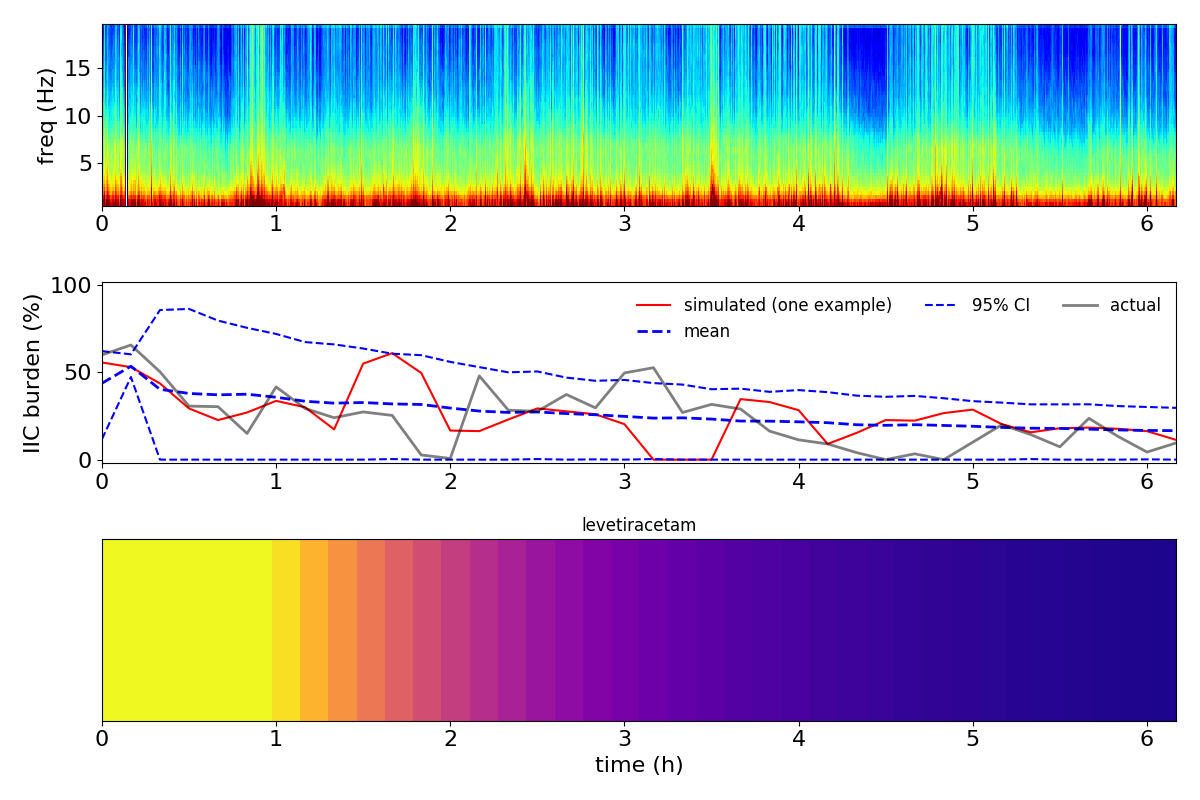 freq (Hz)
15
10
5
0 1 2 3 4 5 6
IIC burden (%)
100
50
0
simulated (one example)
mean
95% CI
actual
0 1 2 3 4 5 6
levetiracetam
0 1 2 3 4 5 6
time (h)